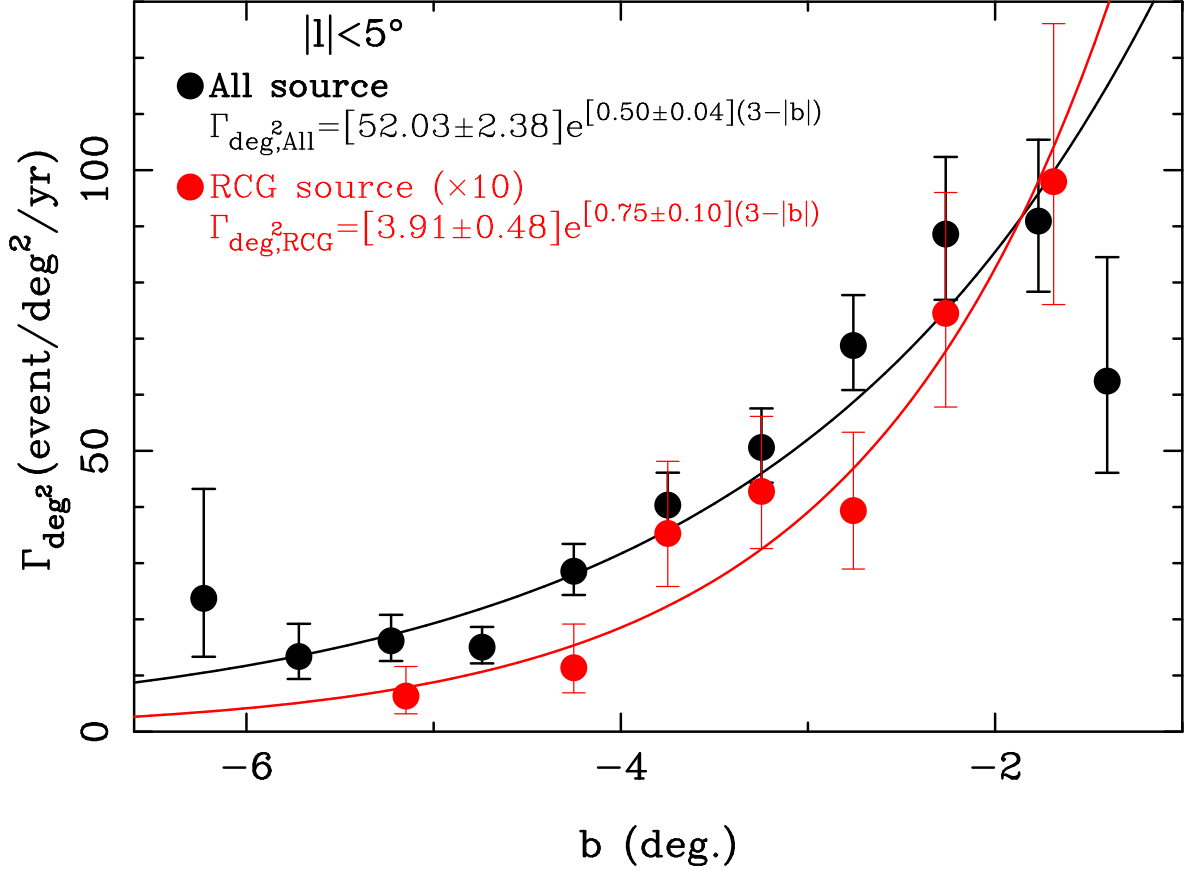 |l|<5°
All source
Γdeg²,All=[52.03±2.38]e[0.50±0.04](3−|b|)
RCG source (×10)
Γdeg²,RCG=[3.91±0.48]e[0.75±0.10](3−|b|)
Γdeg² (event/deg²/yr)
100
50
0
−6 −4 −2
b (deg.)